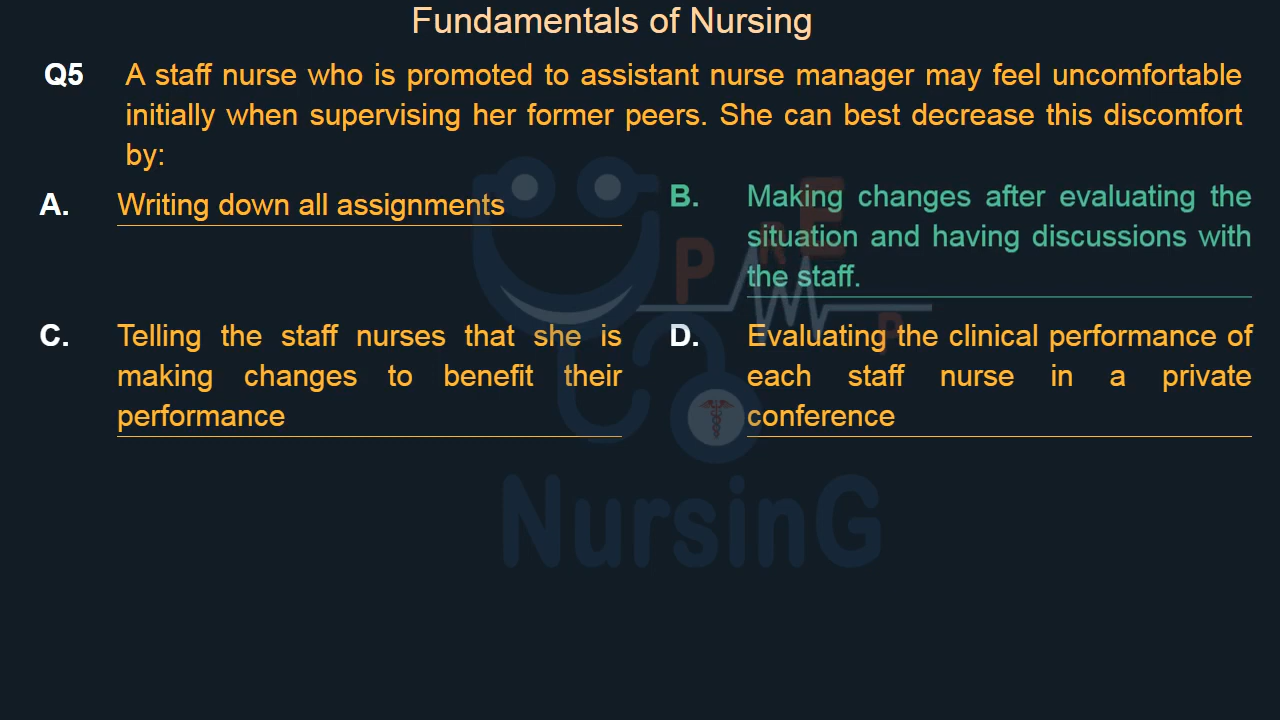 Fundamentals of Nursing
Q5 A staff nurse who is promoted to assistant nurse manager may feel uncomfortable
initially when supervising her former peers. She can best decrease this discomfort
by:
A. Writing down all assignments
B. Making changes after evaluating the
situation and having discussions with
the staff.
C. Telling the staff nurses that she is
making changes to benefit their
performance
D. Evaluating the clinical performance of
each staff nurse in a private
conference
PREP
NursinG